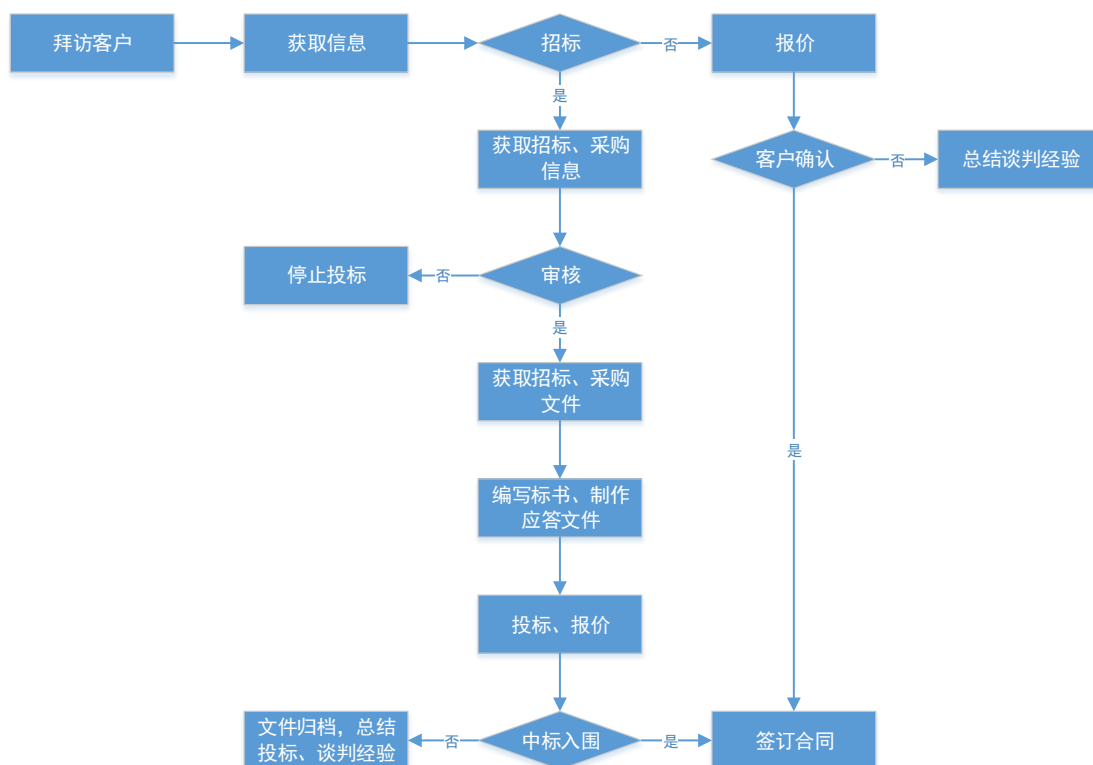 拜访客户
获取信息
招标
否
报价
是
获取招标、采购
信息
客户确认
否
总结谈判经验
停止投标
否
审核
是
获取招标、采购
文件
是
编写标书、制作
应答文件
投标、报价
文件归档，总结
投标、谈判经验
否
中标入围
是
签订合同